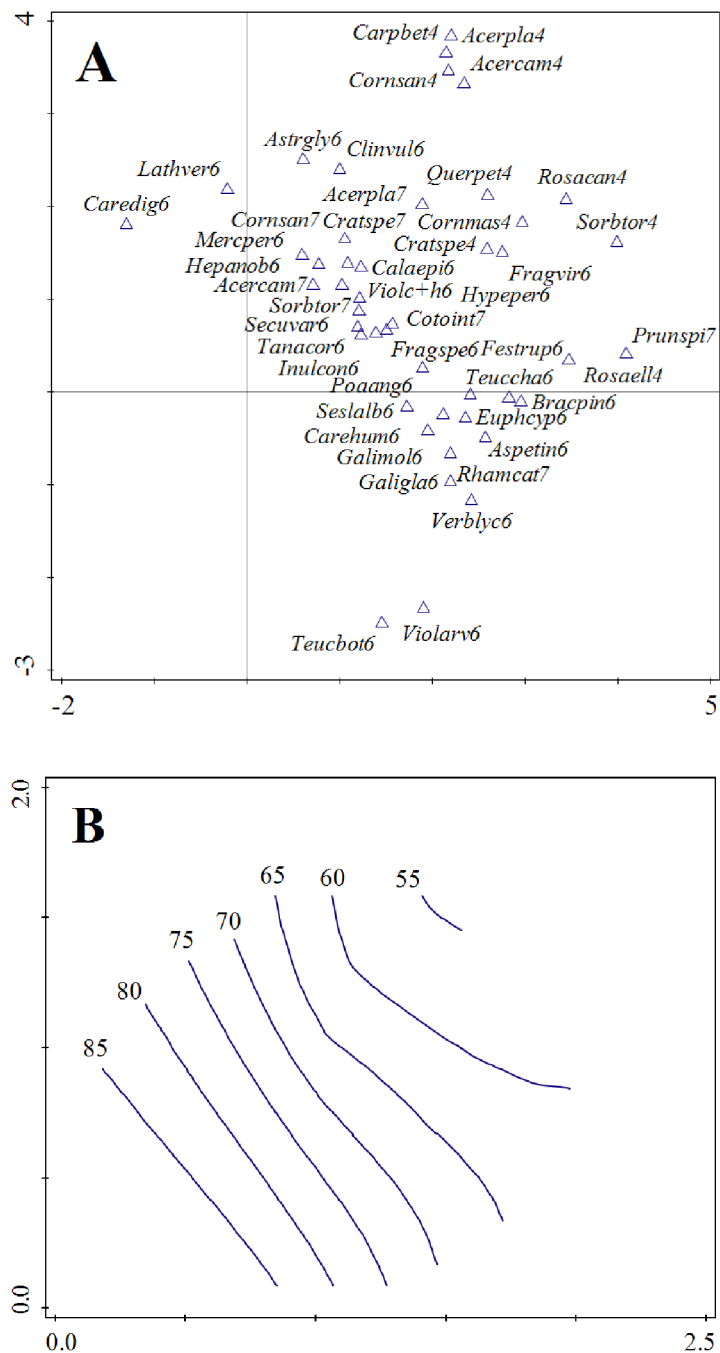 4
A
Carpbet4 Acerpla4
Cornsan4 Acercam4
Astrgly6 Clinvul6
Lathver6 Querpet4 Rosacan4
Caredig6 Acerpla7
Cornsan7 Cratspe7 Cornmas4 Sorbtor4
Mercper6 Cratspe4
Hepanob6 Calaepi6 Fragvir6
Acercam7 Violc+h6 Hypeper6
Sorbtor7
Secuvar6 Cotoint7
Tanacor6 Fragspe6 Festrup6 Prunspi7
Inulcon6
Poaang6 Teuccha6 Rosaell4
Seslalb6 Bracpin6
Carehum6 Euphcyp6
Galimol6 Aspetin6
Galigla6 Rhamcat7
Verblyc6
Teucbot6 Violarv6
-3
-2 5
2.0
B
65 60 55
75 70
80
85
0.0
0.0 2.5